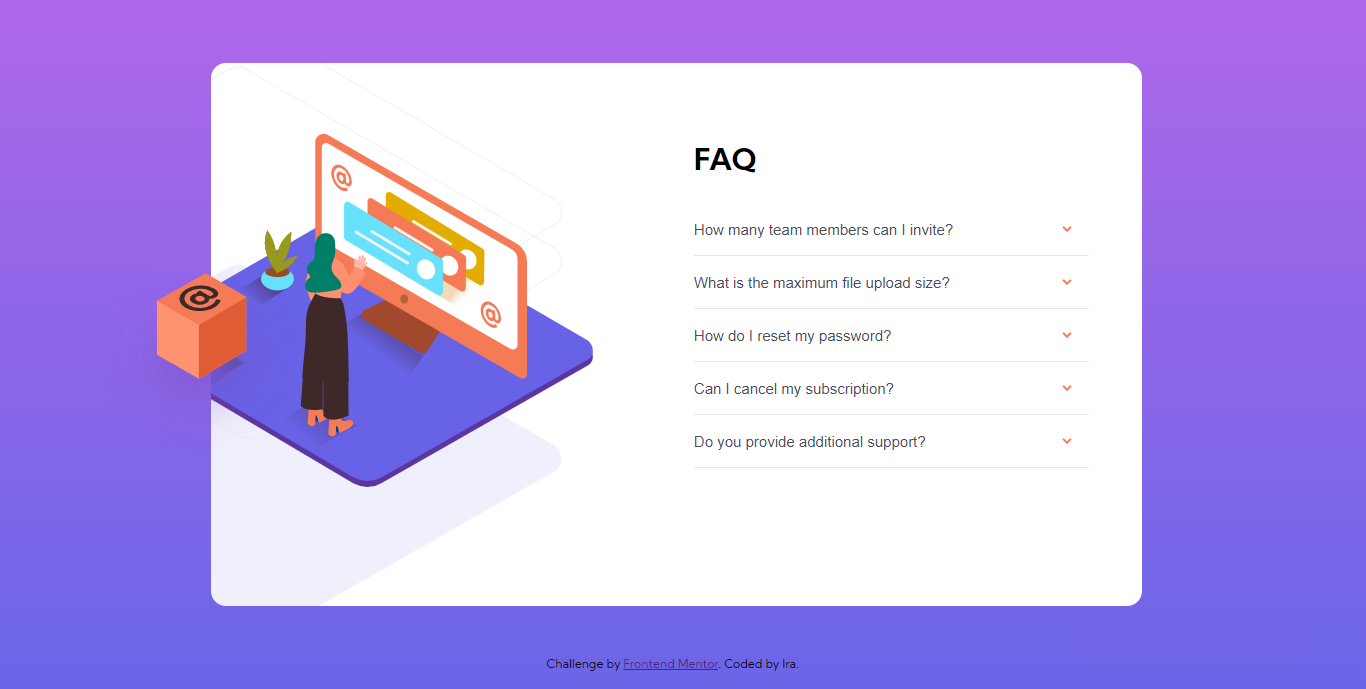 FAQ
How many team members can I invite?
What is the maximum file upload size?
How do I reset my password?
Can I cancel my subscription?
Do you provide additional support?
Challenge by Frontend Mentor. Coded by Ira.
@
@
@